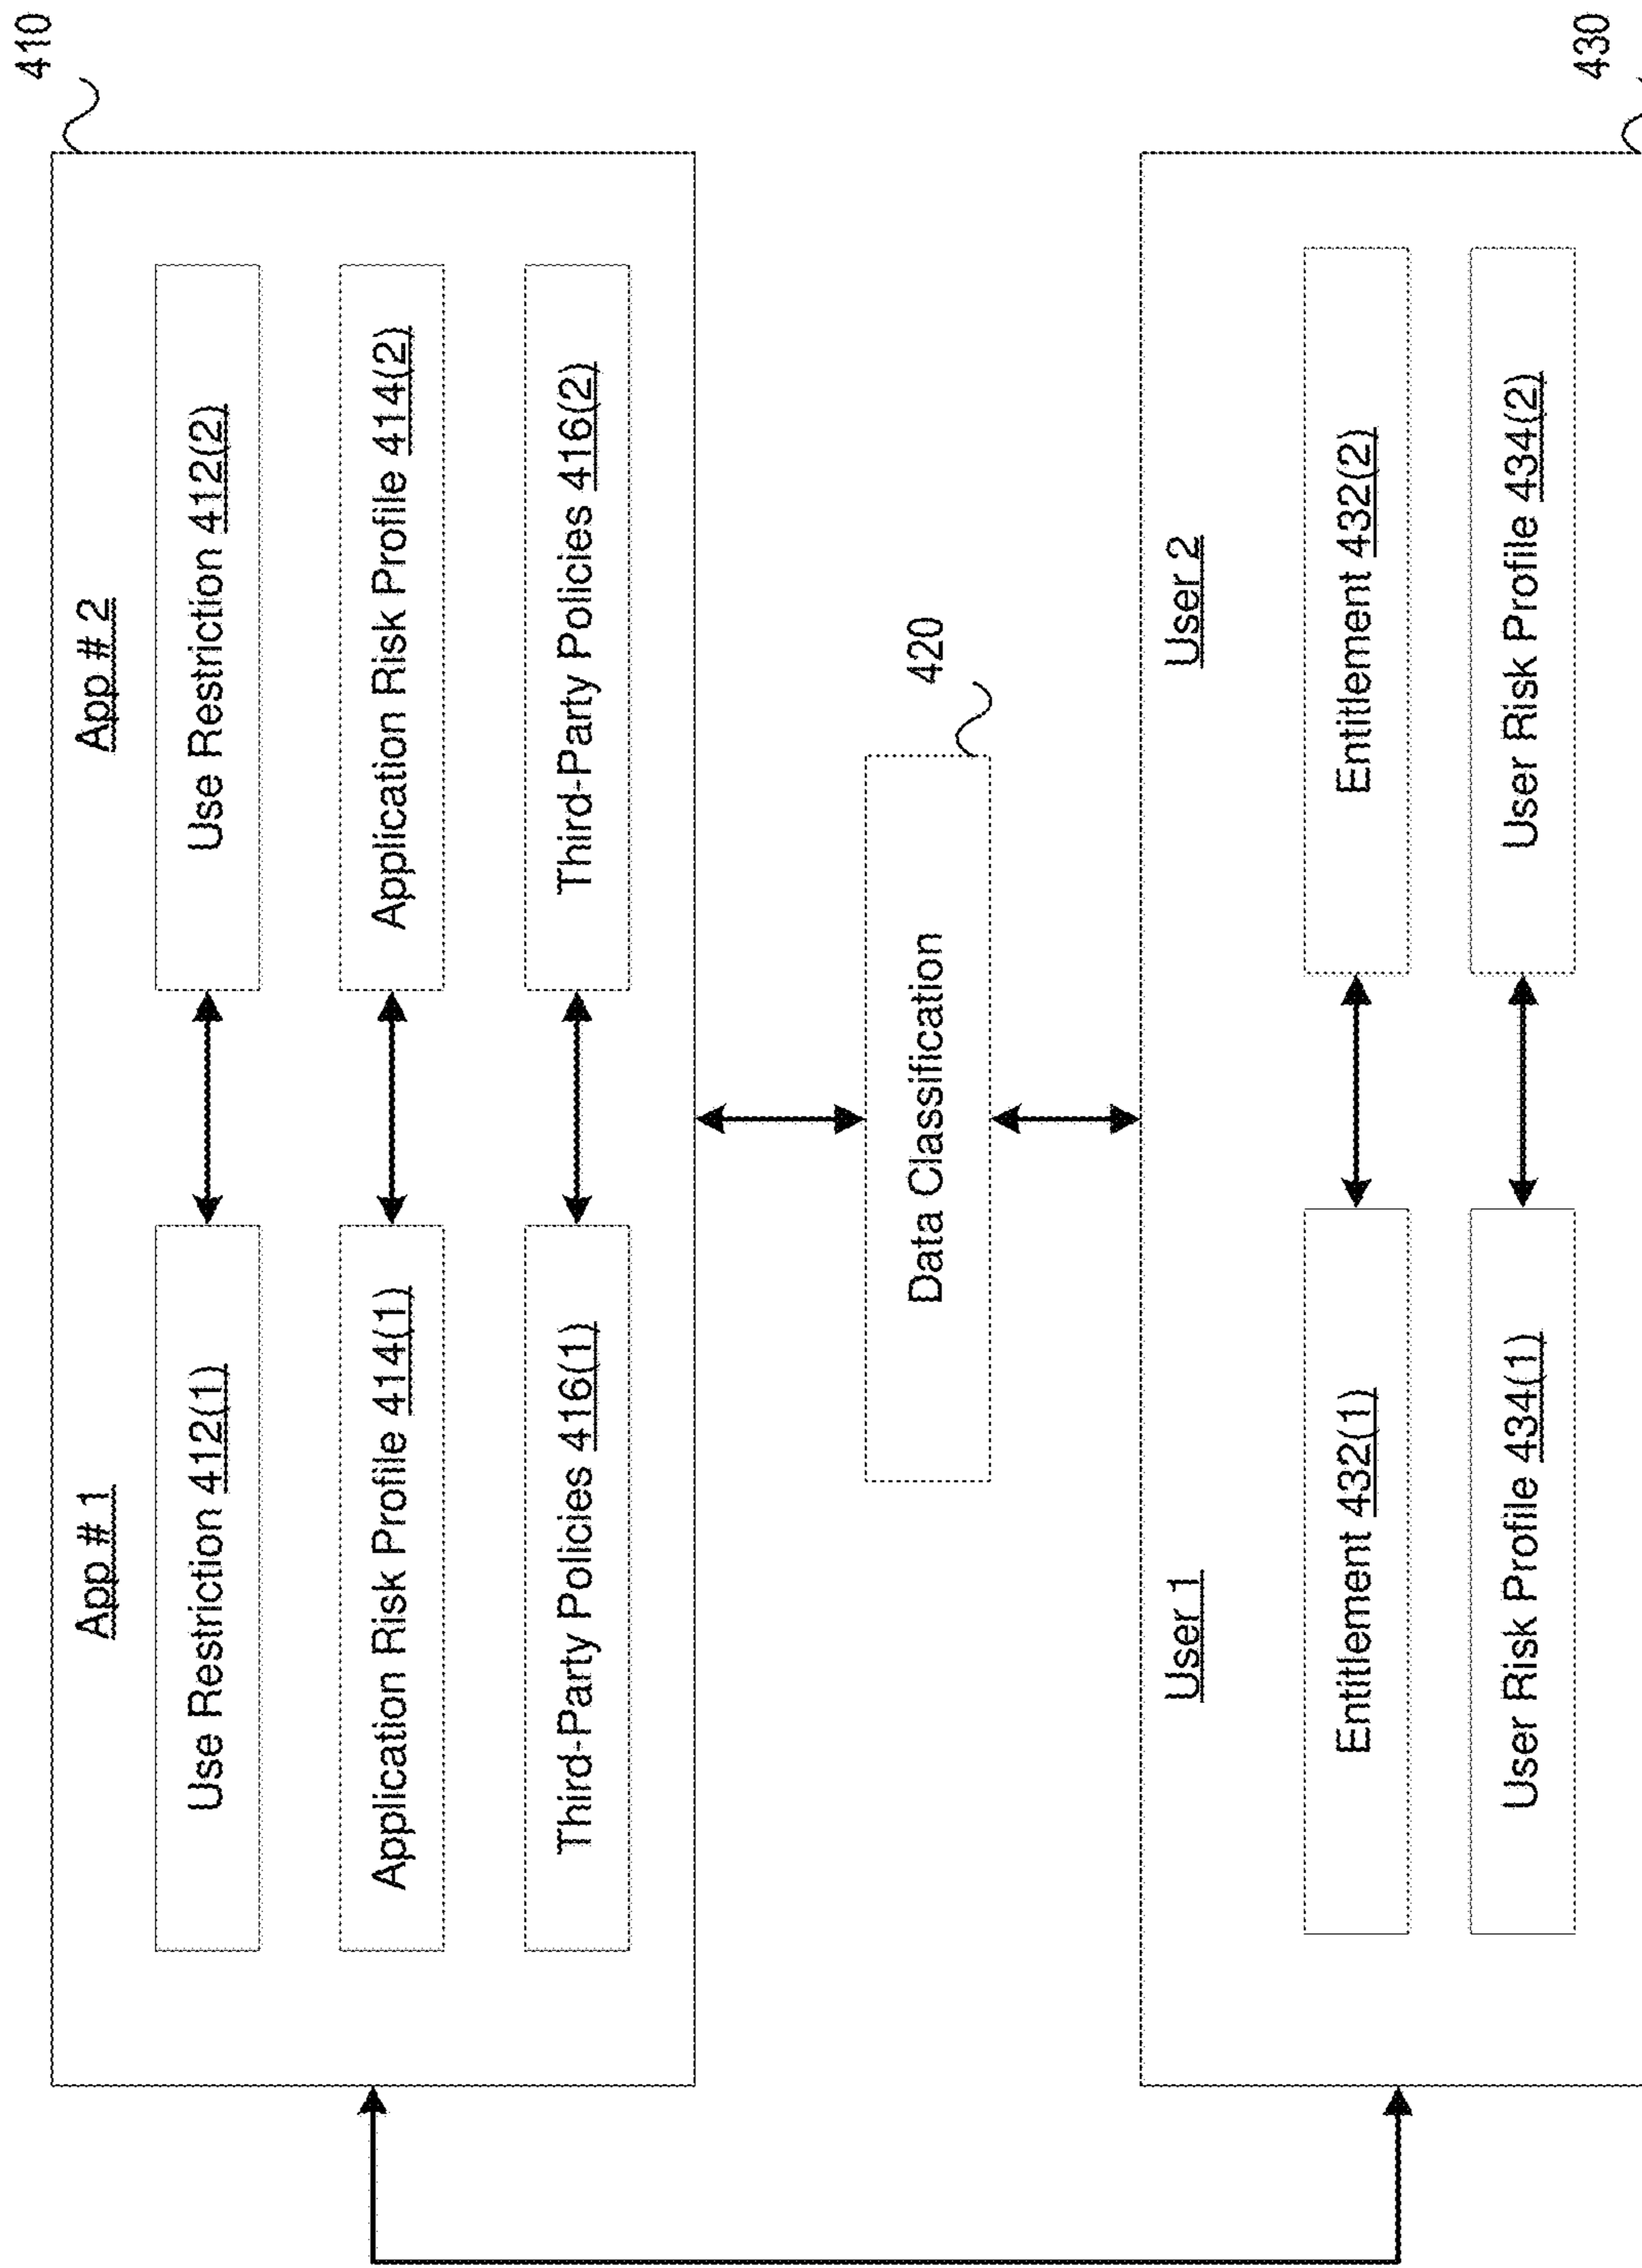 410
App # 1
App # 2
Use Restriction 412(1)
Use Restriction 412(2)
Application Risk Profile 414(1)
Application Risk Profile 414(2)
Third-Party Policies 416(1)
Third-Party Policies 416(2)
420
Data Classification
430
User 1
User 2
Entitlement 432(1)
Entitlement 432(2)
User Risk Profile 434(1)
User Risk Profile 434(2)